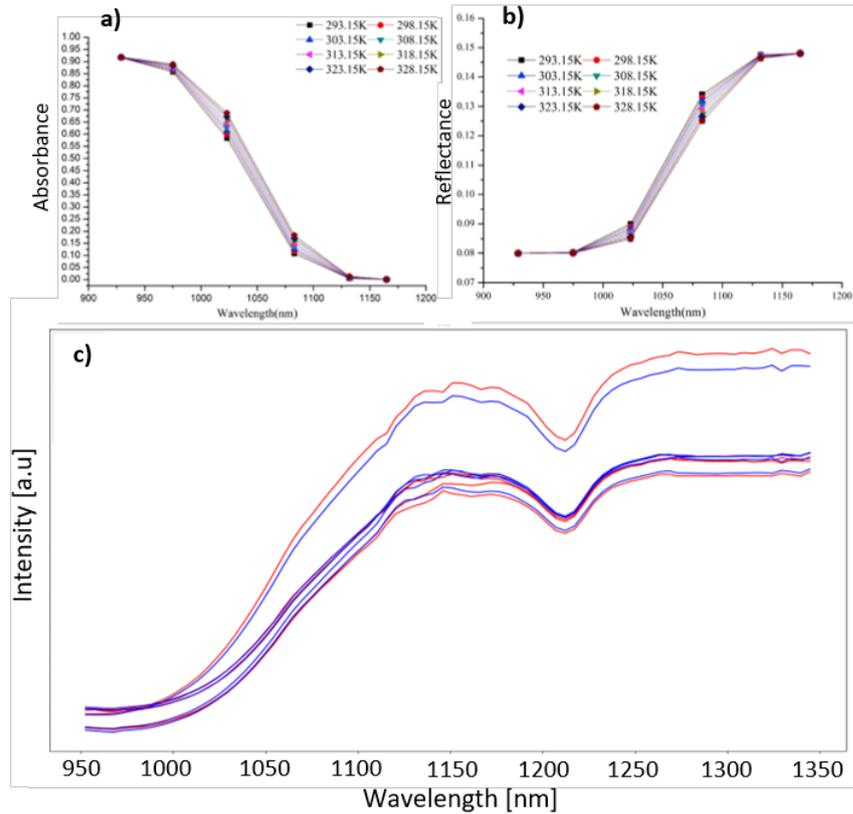 a)
293.15K 298.15K
303.15K 308.15K
313.15K 318.15K
323.15K 328.15K
1.00
0.95
0.90
0.85
0.80
0.75
0.70
0.65
0.60
0.55
0.50
0.45
0.40
0.35
0.30
0.25
0.20
0.15
0.10
0.05
0.00
Absorbance
900 950 1000 1050 1100 1150 1200
Wavelength(nm)
b)
293.15K 298.15K
303.15K 308.15K
313.15K 318.15K
323.15K 328.15K
0.16
0.15
0.14
0.13
0.12
0.11
0.10
0.09
0.08
0.07
Reflectance
900 950 1000 1050 1100 1150 1200
Wavelength(nm)
c)
Intensity [a.u]
950 1000 1050 1100 1150 1200 1250 1300 1350
Wavelength [nm]